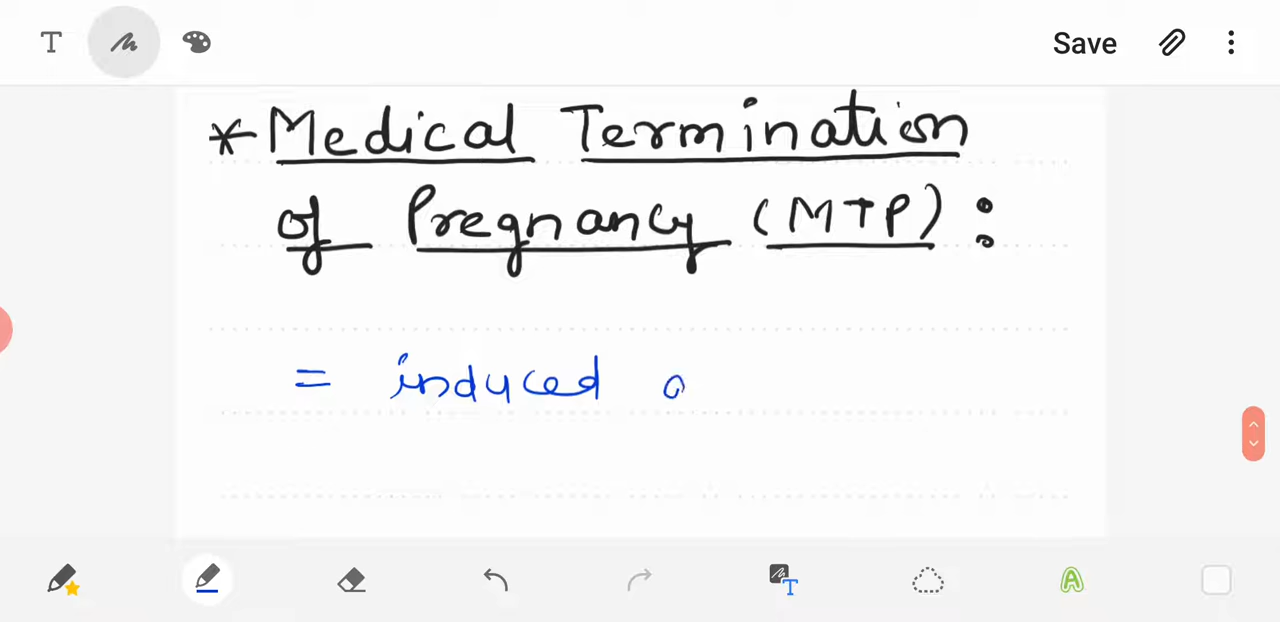 T Save
*Medical Termination
of Pregnancy (MTP) :
= induced a